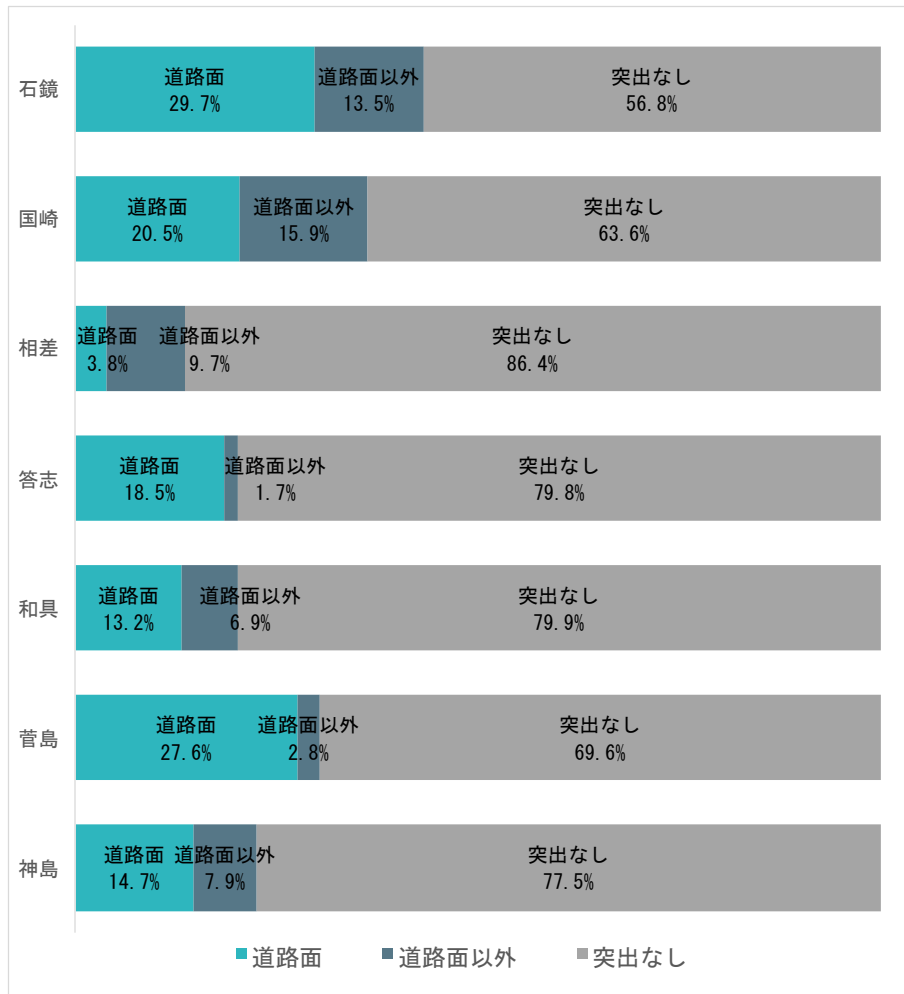 道路面 道路面以外 突出なし
石鏡
29.7% 13.5% 56.8%
道路面 道路面以外 突出なし
国崎
20.5% 15.9% 63.6%
道路面 道路面以外 突出なし
相差
3.8% 9.7% 86.4%
道路面 道路面以外 突出なし
答志
18.5% 1.7% 79.8%
道路面 道路面以外 突出なし
和具
13.2% 6.9% 79.9%
道路面 道路面以外 突出なし
菅島
27.6% 2.8% 69.6%
道路面 道路面以外 突出なし
神島
14.7% 7.9% 77.5%
道路面 道路面以外 突出なし